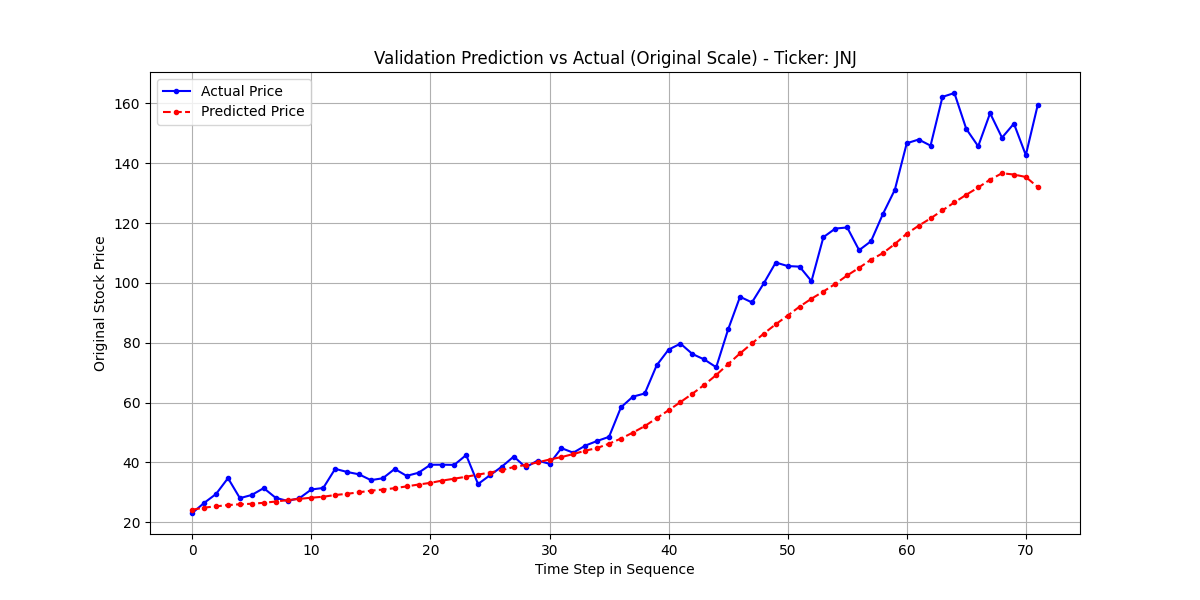 Validation Prediction vs Actual (Original Scale) - Ticker: JNJ
Actual Price
Predicted Price
Original Stock Price
160
140
120
100
80
60
40
20
0 10 20 30 40 50 60 70
Time Step in Sequence